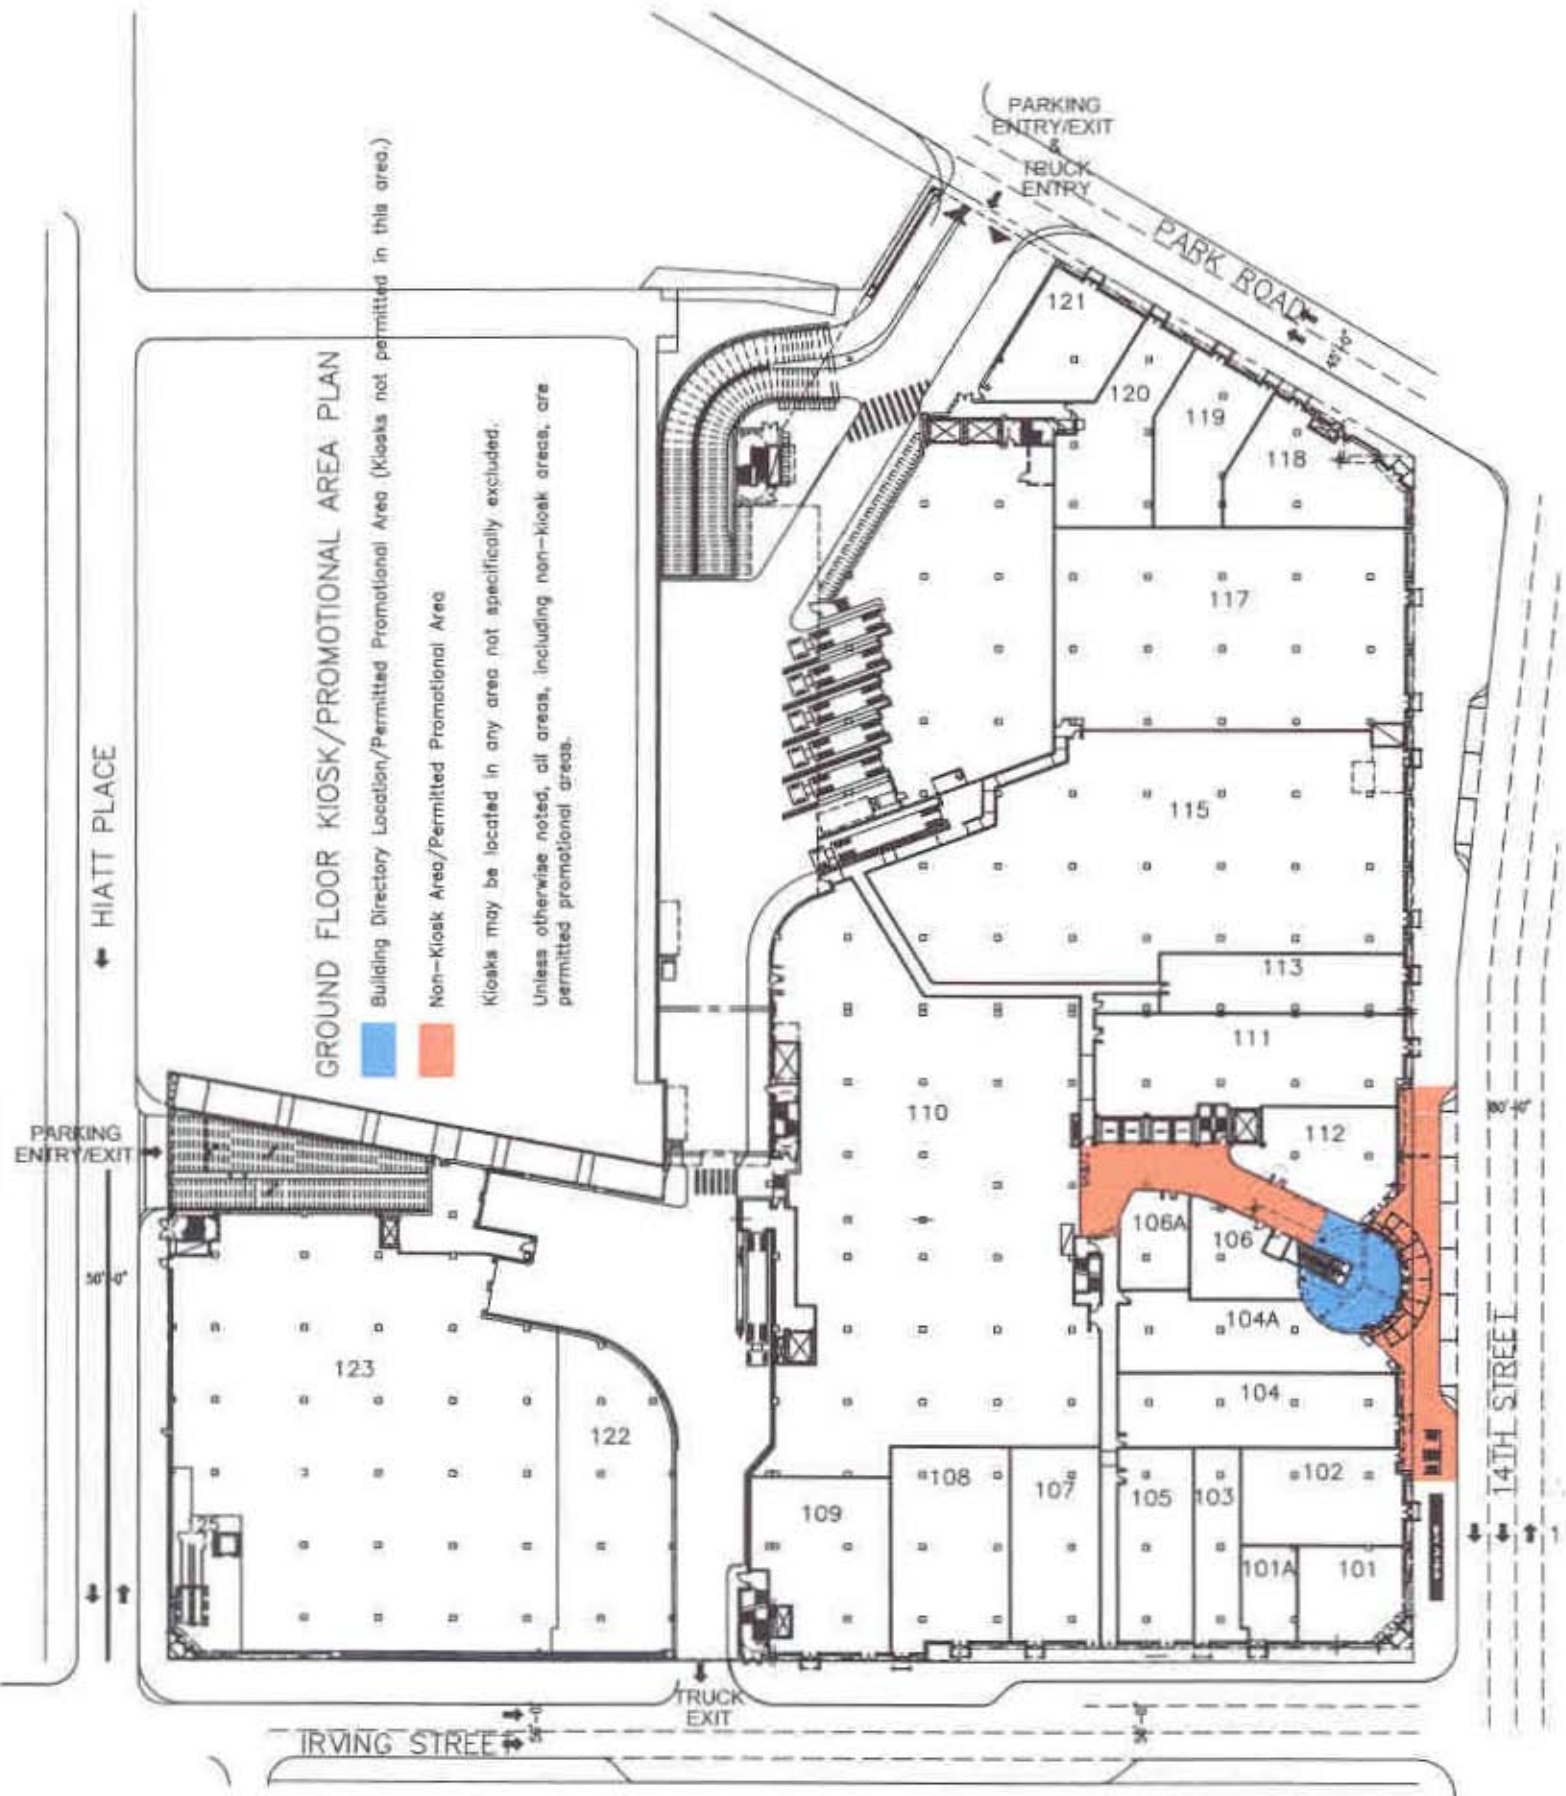 PARKING
ENTRY/EXIT
&
TRUCK
ENTRY
PARK ROAD
45'-0"
HIATT PLACE
GROUND FLOOR KIOSK/PROMOTIONAL AREA PLAN
Building Directory Location/Permitted Promotional Area (Kiosks not permitted in this area.)
Non-Kiosk Area/Permitted Promotional Area
Kiosks may be located in any area not specifically excluded.
Unless otherwise noted, all areas, including non-kiosk areas, are
permitted promotional areas.
121
120
119
118
117
115
113
111
110
112
PARKING
ENTRY/EXIT
50'-0"
106A
106
104A
104
123
122
108
107
105
103
102
109
101A
101
14TH STREET
TRUCK
EXIT
IRVING STREET